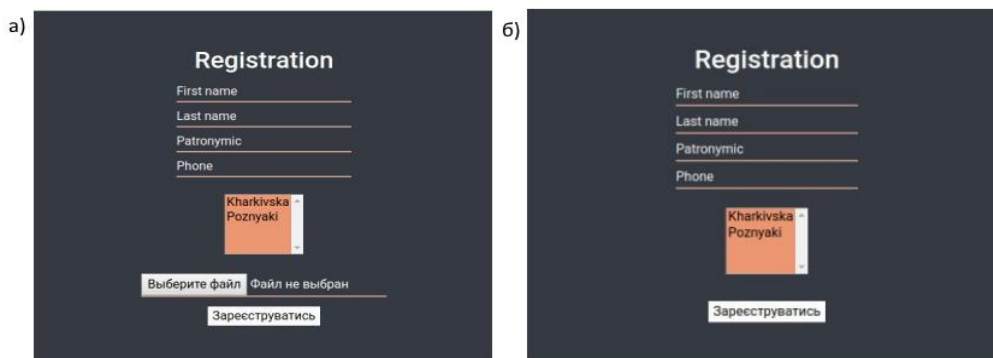 а)
Registration
First name
Last name
Patronymic
Phone
Kharkivska
Poznyaki
Выберите файл Файл не выбран
Зареєструватись
б)
Registration
First name
Last name
Patronymic
Phone
Kharkivska
Poznyaki
Зареєструватись